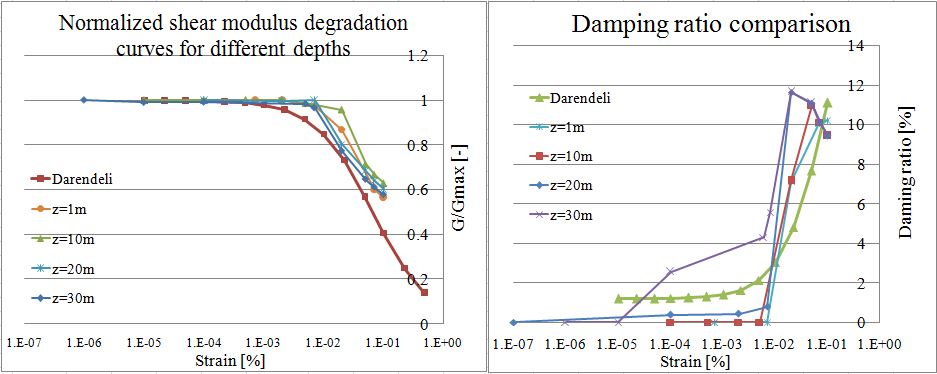 Normalized shear modulus degradation
curves for different depths
1.2
1
0.8
0.6
0.4
0.2
0
G/Gmax [-]
Darendeli
z=1m
z=10m
z=20m
z=30m
1.E-07 1.E-06 1.E-05 1.E-04 1.E-03 1.E-02 1.E-01 1.E+00
Strain [%]
Damping ratio comparison
14
12
10
8
6
4
2
0
Daming ratio [%]
Darendeli
z=1m
z=10m
z=20m
z=30m
1.E-07 1.E-06 1.E-05 1.E-04 1.E-03 1.E-02 1.E-01 1.E+00
Strain [%]